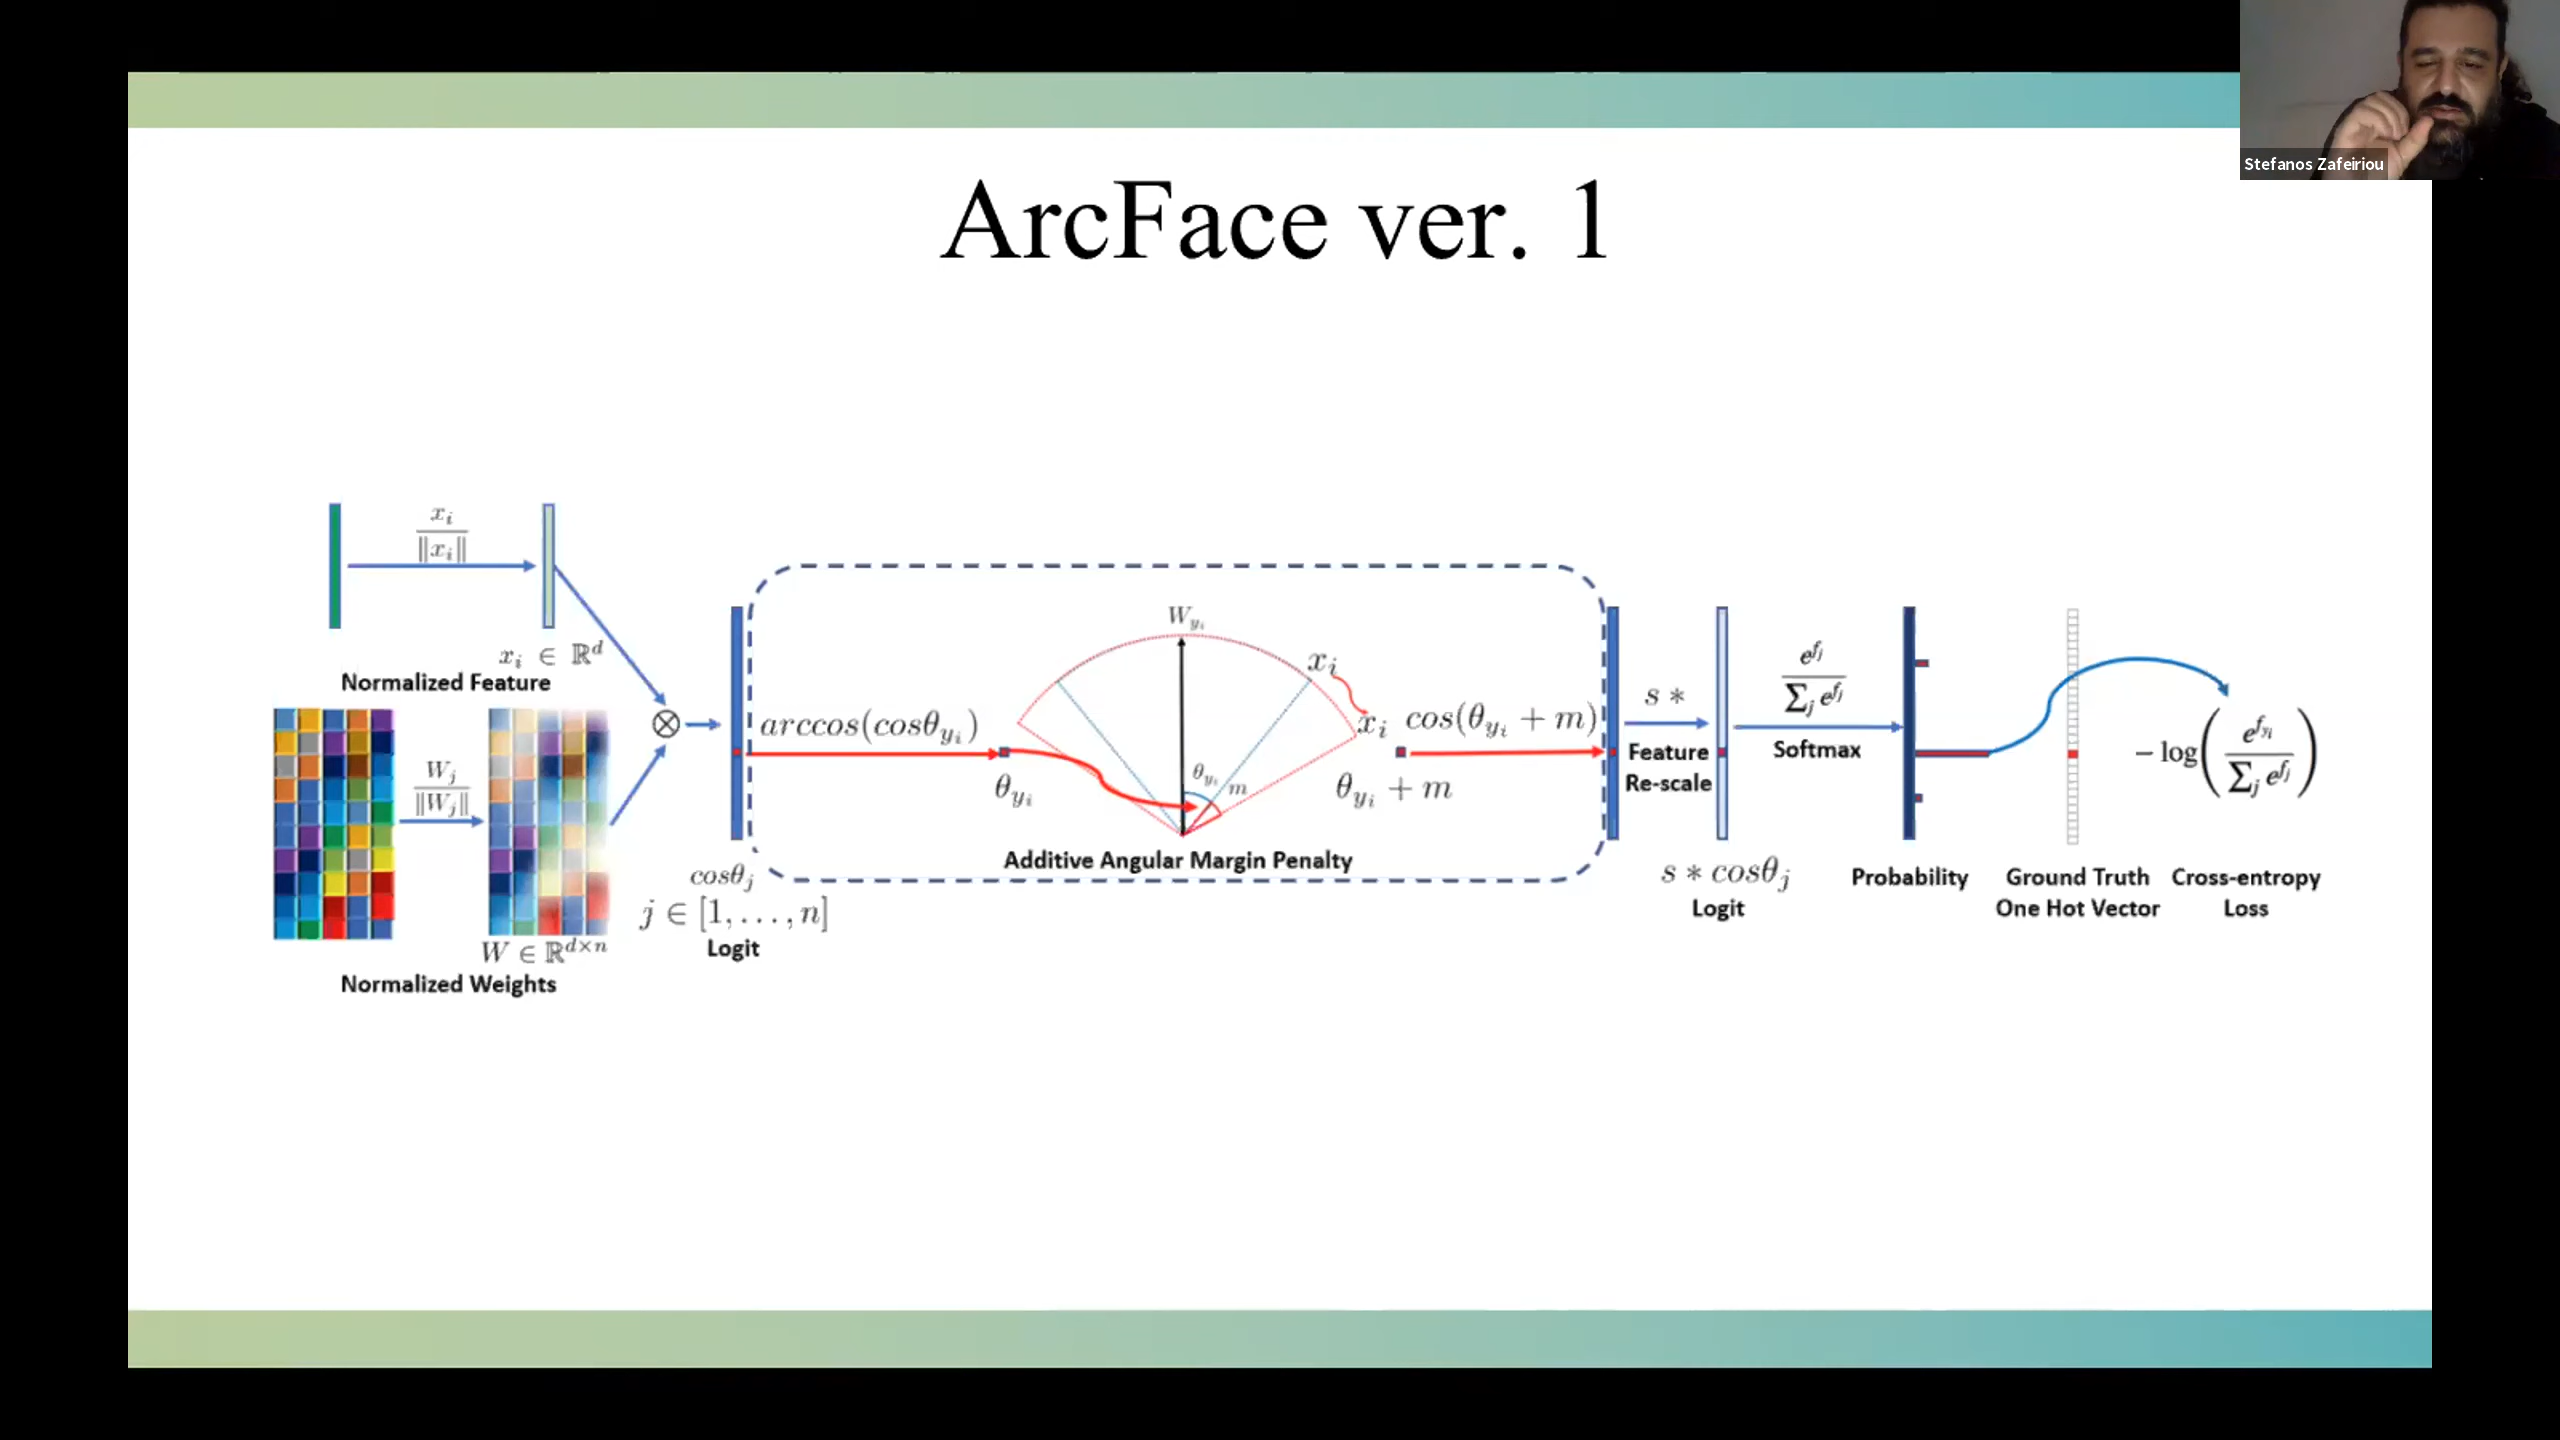 Stefanos Zafeiriou
ArcFace ver. 1
x_i / ‖x_i‖
x_i ∈ ℝ^d
Normalized Feature
W_j / ‖W_j‖
W ∈ ℝ^{d×n}
Normalized Weights
⊗
cosθ_j
j ∈ [1, . . . , n]
Logit
arccos(cosθ_{y_i})
θ_{y_i}
W_{y_i}
θ_{y_i}
m
x_i
x_i
θ_{y_i} + m
cos(θ_{y_i} + m)
Additive Angular Margin Penalty
s ∗
Feature
Re-scale
s ∗ cosθ_j
Logit
e^{f_j} / ∑_j e^{f_j}
Softmax
Probability
Ground Truth
One Hot Vector
− log( e^{f_{y_i}} / ∑_j e^{f_j} )
Cross-entropy
Loss